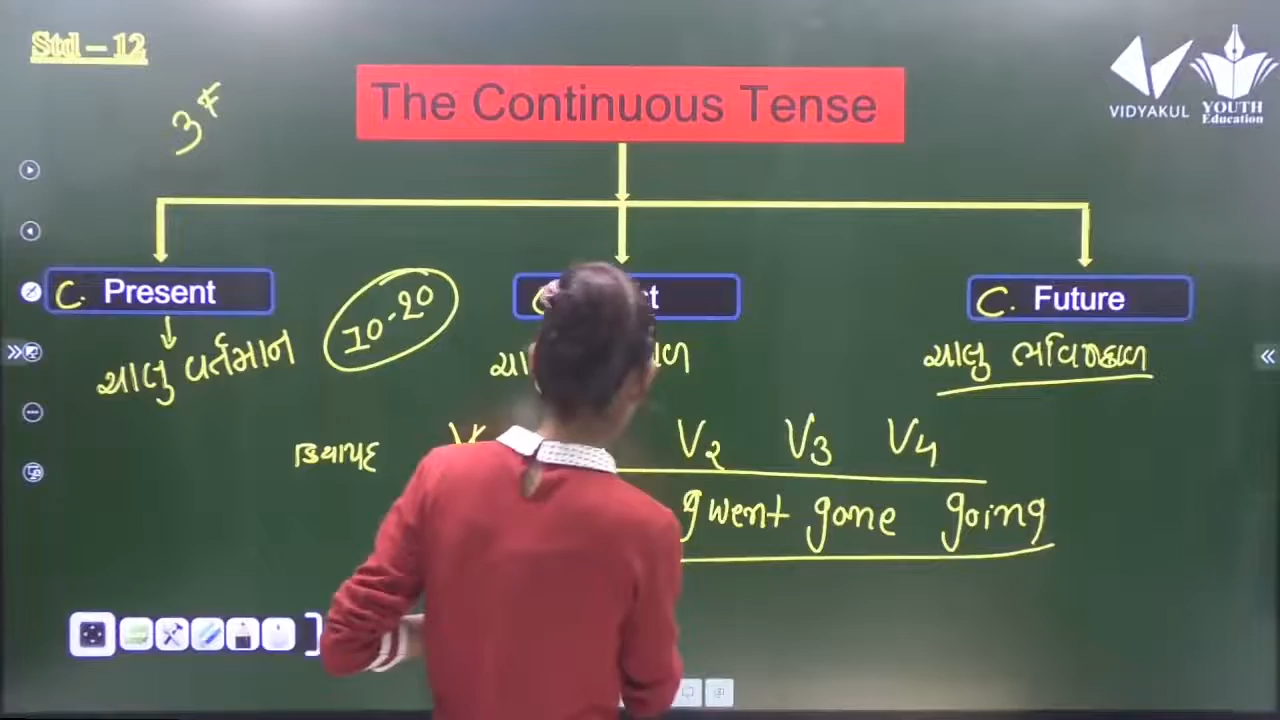 Std – 12
The Continuous Tense
VIDYAKUL
YOUTH
Education
C. Present
C. Future
10-20
ચાલુ વર્તમાન
ચાલુ ભવિષ્યકાળ
ક્રિયાપદ
V2 V3 V4
went gone going